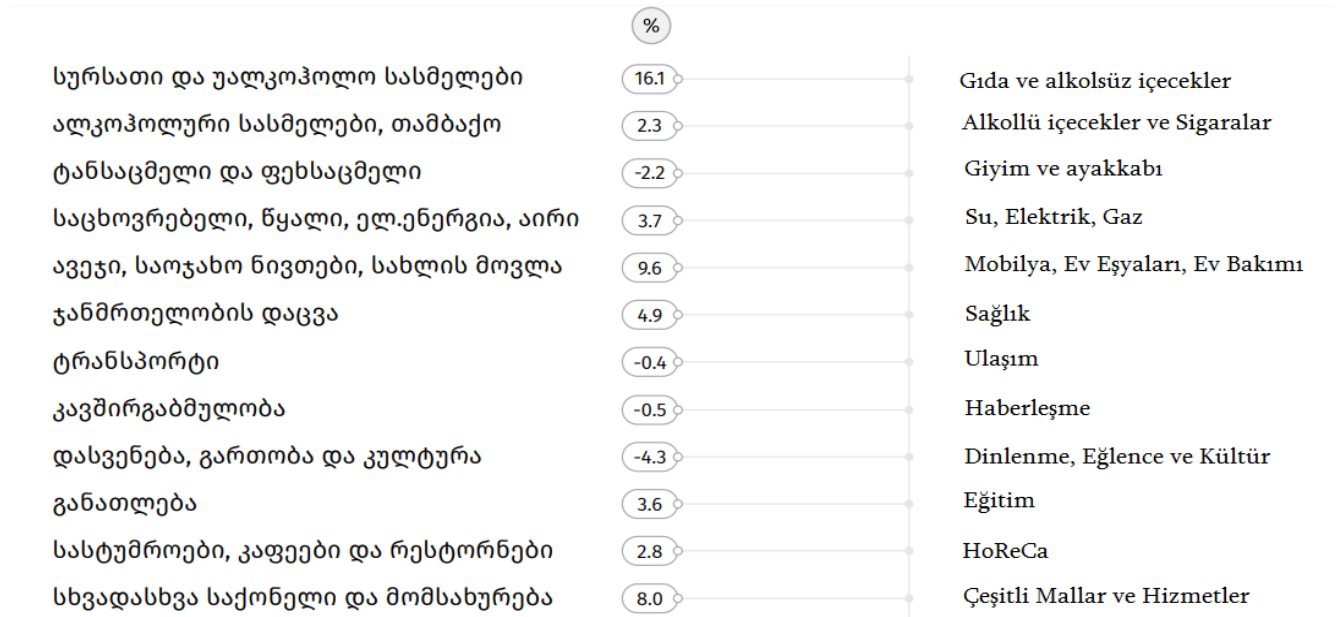 %
სურსათი და უალკოჰოლო სასმელები 16.1 Gıda ve alkolsüz içecekler
ალკოჰოლური სასმელები, თამბაქო 2.3 Alkollü içecekler ve Sigaralar
ტანსაცმელი და ფეხსაცმელი -2.2 Giyim ve ayakkabı
საცხოვრებელი, წყალი, ელ.ენერგია, აირი 3.7 Su, Elektrik, Gaz
ავეჯი, საოჯახო ნივთები, სახლის მოვლა 9.6 Mobilya, Ev Eşyaları, Ev Bakımı
ჯანმრთელობის დაცვა 4.9 Sağlık
ტრანსპორტი -0.4 Ulaşım
კავშირგაბმულობა -0.5 Haberleşme
დასვენება, გართობა და კულტურა -4.3 Dinlenme, Eğlence ve Kültür
განათლება 3.6 Eğitim
სასტუმროები, კაფეები და რესტორნები 2.8 HoReCa
სხვადასხვა საქონელი და მომსახურება 8.0 Çeşitli Mallar ve Hizmetler